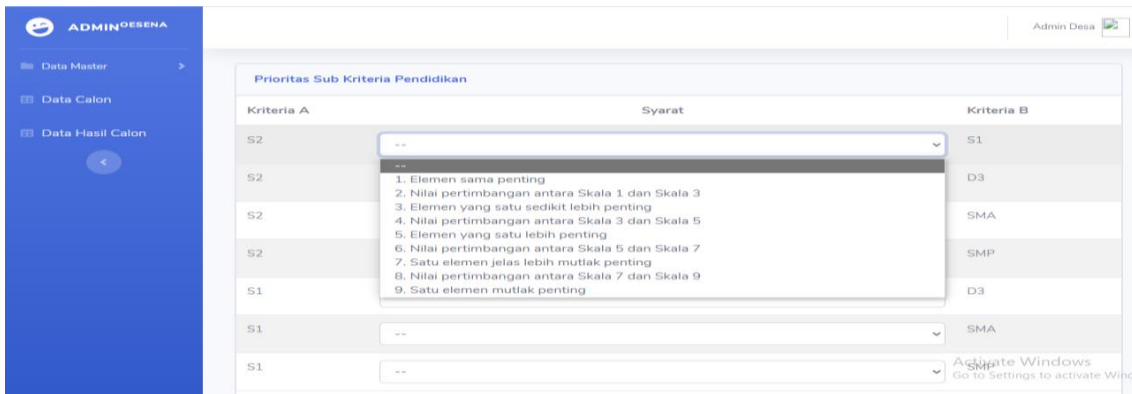 ADMIN DESENA
Admin Desa
Data Master
Data Calon
Data Hasil Calon
Prioritas Sub Kriteria Pendidikan
Kriteria A Syarat Kriteria B
S2 -- S1
--
1. Elemen sama penting
2. Nilai pertimbangan antara Skala 1 dan Skala 3
3. Elemen yang satu sedikit lebih penting
4. Nilai pertimbangan antara Skala 3 dan Skala 5
5. Elemen yang satu lebih penting
6. Nilai pertimbangan antara Skala 5 dan Skala 7
7. Satu elemen jelas lebih mutlak penting
8. Nilai pertimbangan antara Skala 7 dan Skala 9
9. Satu elemen mutlak penting
S2 D3
S2 SMA
S2 SMP
S1 D3
S1 -- SMA
S1 -- SMP
Activate Windows
Go to Settings to activate Wind